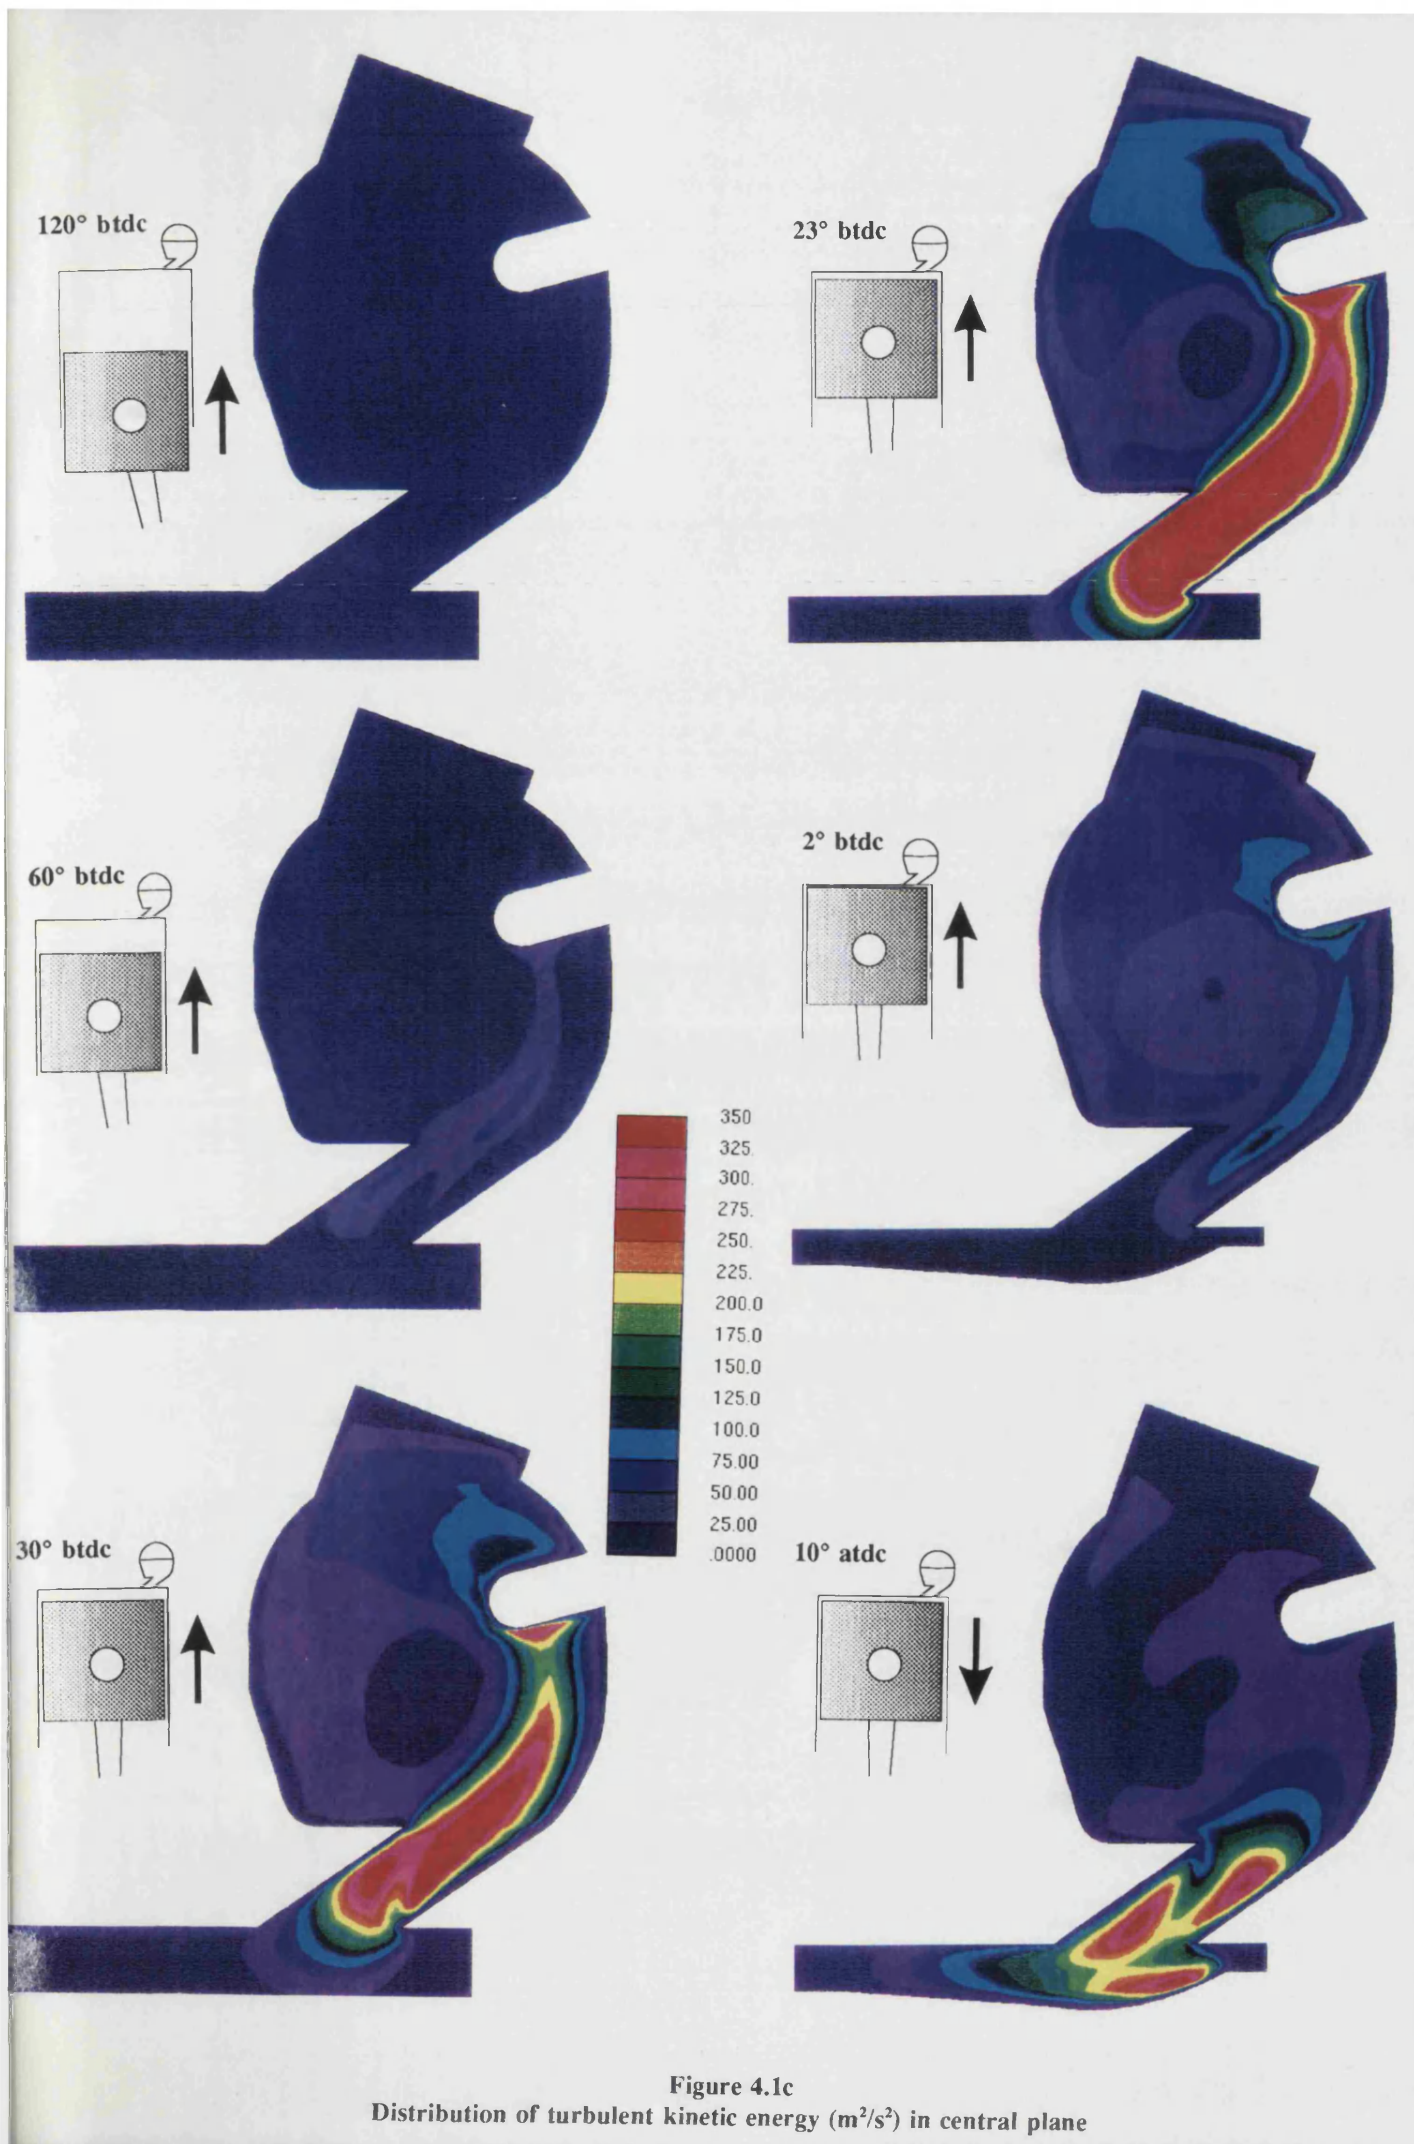 120° btdc
23° btdc
60° btdc
2° btdc
350
325.
300.
275.
250.
225.
200.0
175.0
150.0
125.0
100.0
75.00
50.00
25.00
.0000
30° btdc
10° atdc
Figure 4.1c
Distribution of turbulent kinetic energy (m²/s²) in central plane